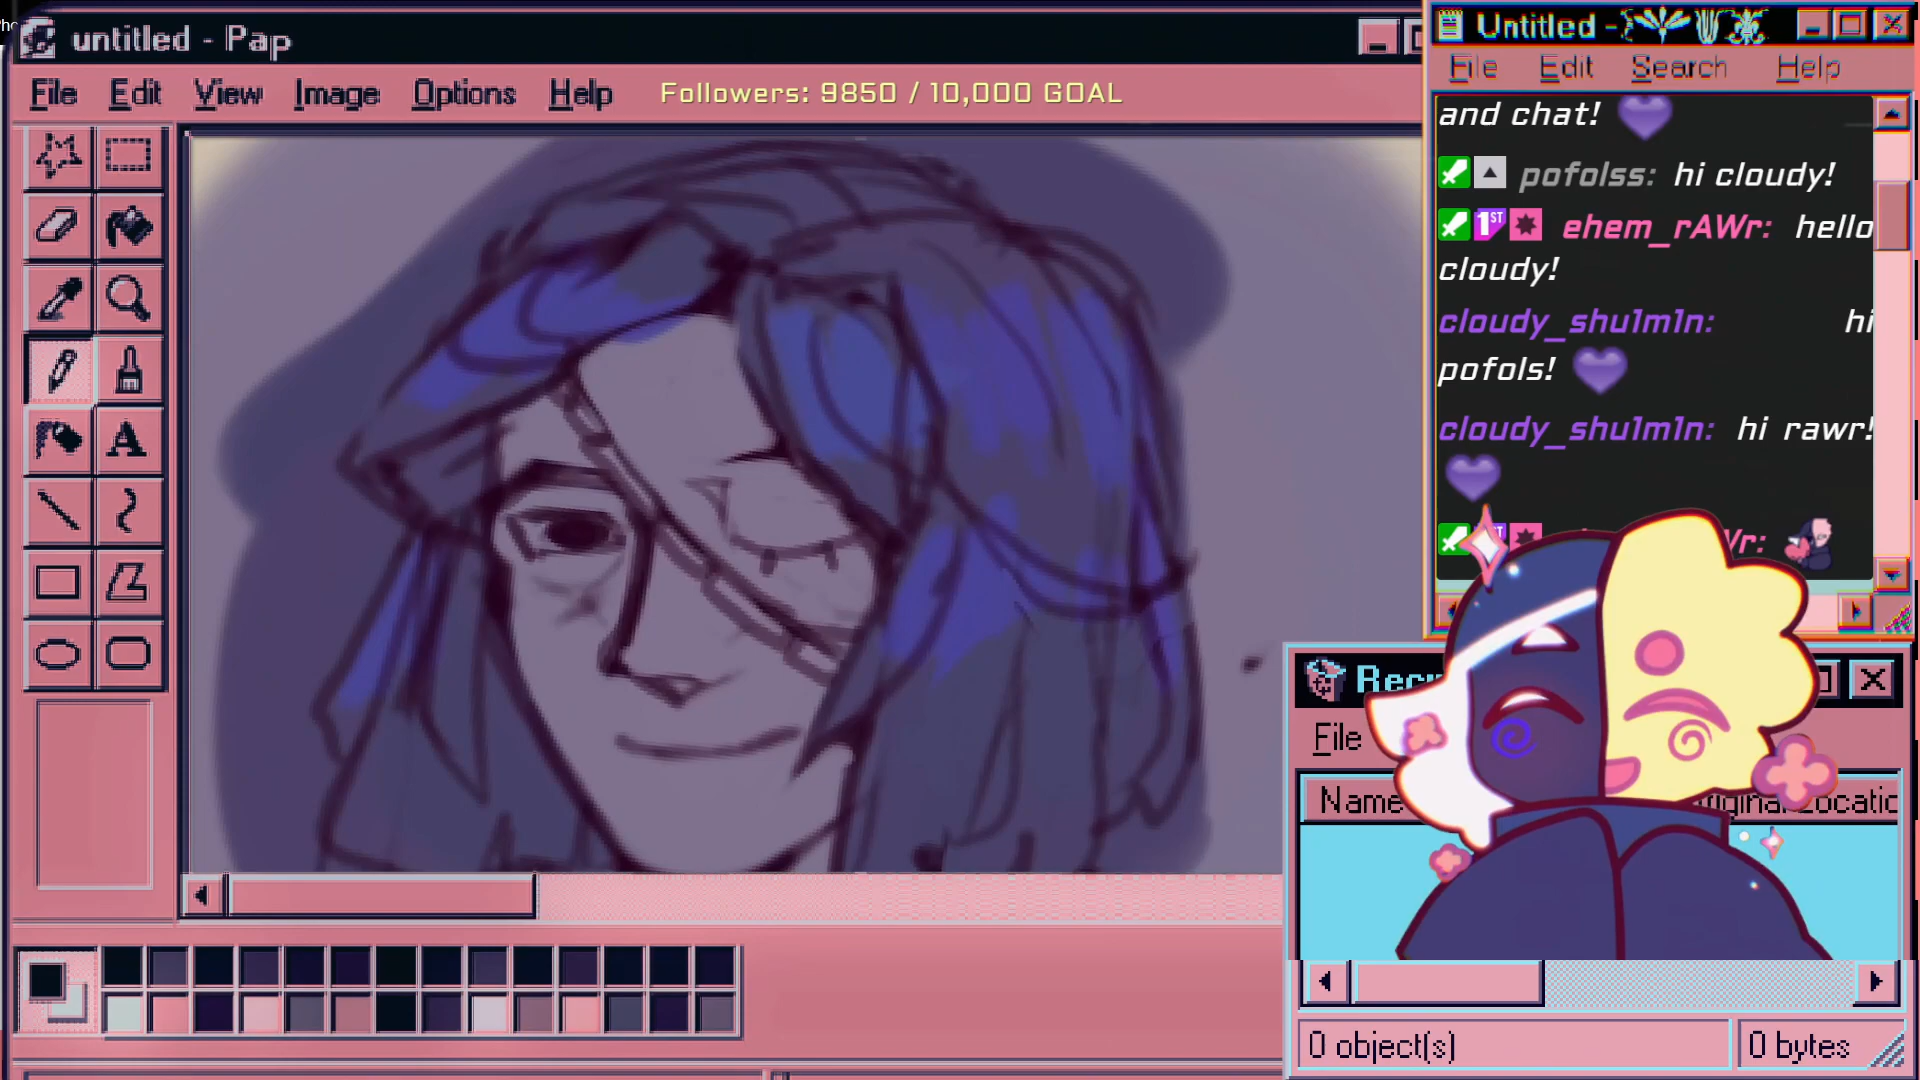 untitled - Pap
File Edit View Image Options Help
Followers: 9850 / 10,000 GOAL
A
Untitled -
File Edit Search Help
and chat!
pofolss: hi cloudy!
1ST ehem_rAWr: hello
cloudy!
cloudy_shu1m1n: hi
pofols!
cloudy_shu1m1n: hi rawr!
File
Name
0 object(s)
0 bytes